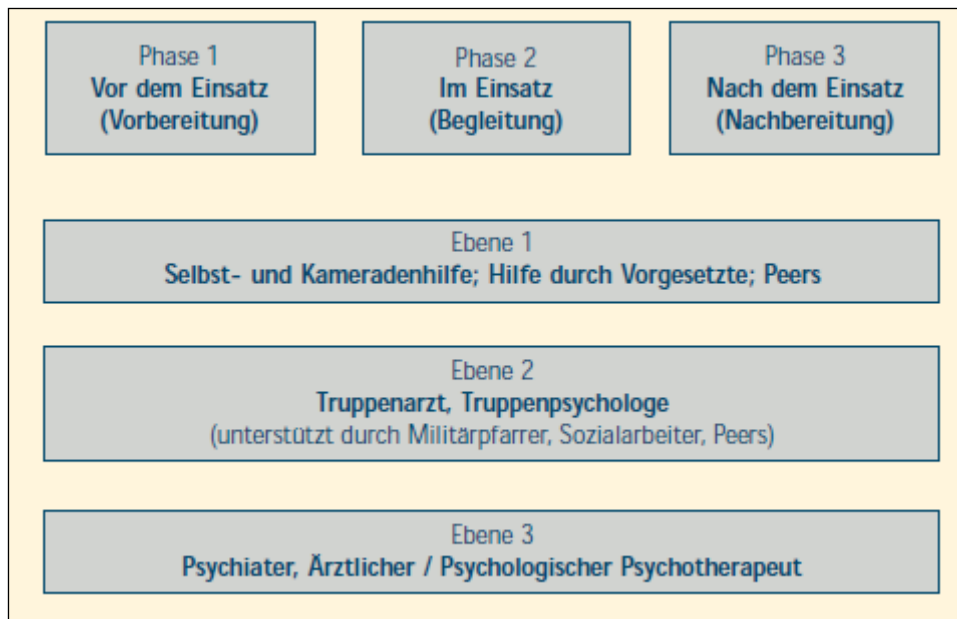 Phase 1
Vor dem Einsatz
(Vorbereitung)
Phase 2
Im Einsatz
(Begleitung)
Phase 3
Nach dem Einsatz
(Nachbereitung)
Ebene 1
Selbst- und Kameradenhilfe; Hilfe durch Vorgesetzte; Peers
Ebene 2
Truppenarzt, Truppenpsychologe
(unterstützt durch Militärpfarrer, Sozialarbeiter, Peers)
Ebene 3
Psychiater, Ärztlicher / Psychologischer Psychotherapeut